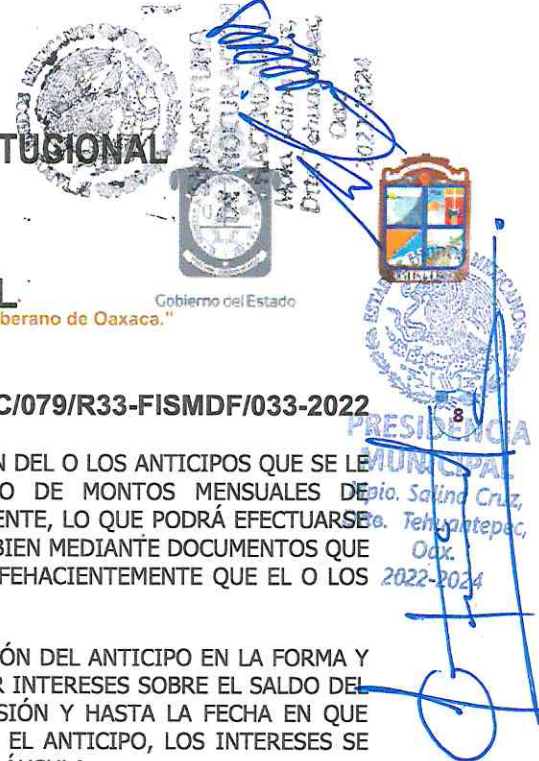 TUCIONAL
Gobierno del Estado
L
berano de Oaxaca."
C/079/R33-FISMDF/033-2022
8
PRESIDENCIA
MUNICIPAL
Mpio. Salina Cruz,
Dtto. Tehuantepec,
Oax.
2022-2024
N DEL O LOS ANTICIPOS QUE SE LE
O DE MONTOS MENSUALES DE
ENTE, LO QUE PODRÁ EFECTUARSE
BIEN MEDIANTE DOCUMENTOS QUE
FEHACIENTEMENTE QUE EL O LOS
ÓN DEL ANTICIPO EN LA FORMA Y
R INTERESES SOBRE EL SALDO DEL
SIÓN Y HASTA LA FECHA EN QUE
EL ANTICIPO, LOS INTERESES SE